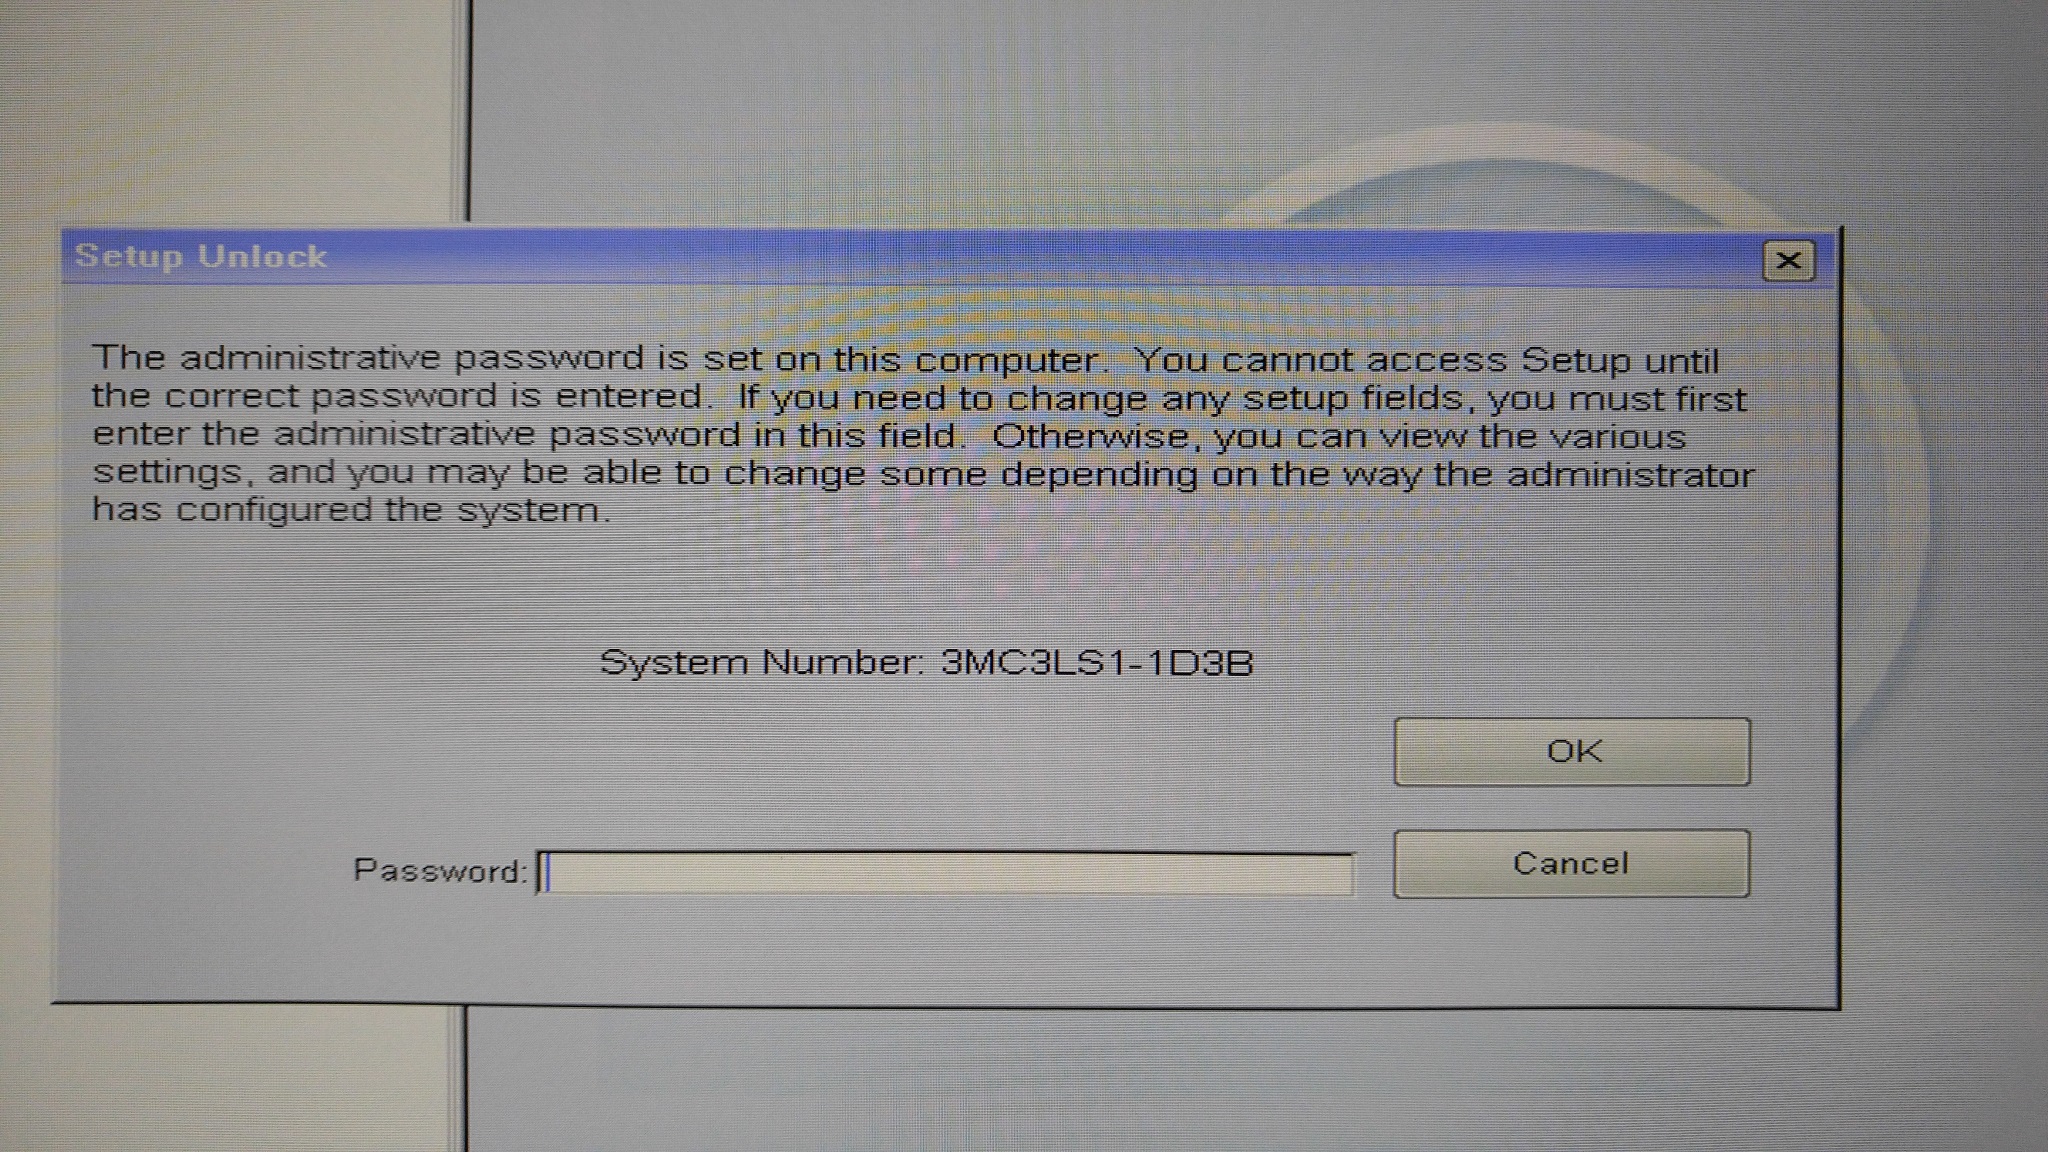 Setup Unlock
The administrative password is set on this computer.  You cannot access Setup until
the correct password is entered.  If you need to change any setup fields, you must first
enter the administrative password in this field.  Otherwise, you can view the various
settings, and you may be able to change some depending on the way the administrator
has configured the system.
System Number: 3MC3LS1-1D3B
OK
Password:
Cancel